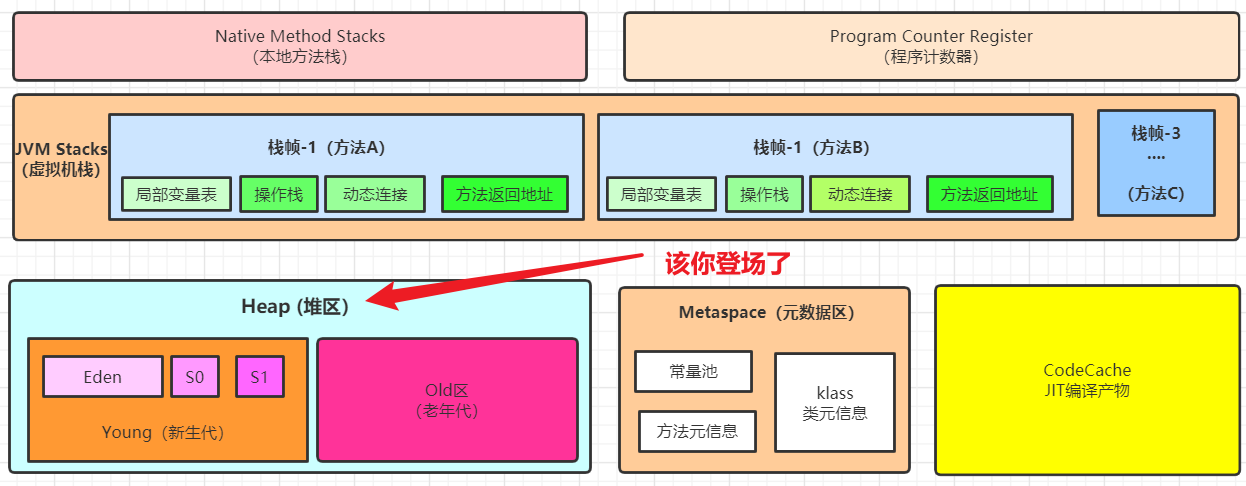 Native Method Stacks
（本地方法栈）
Program Counter Register
（程序计数器）
JVM Stacks
（虚拟机栈）
栈帧-1（方法A）
局部变量表
操作栈
动态连接
方法返回地址
栈帧-1（方法B）
局部变量表
操作栈
动态连接
方法返回地址
栈帧-3
....
（方法C）
该你登场了
Heap (堆区）
Eden
S0
S1
Young（新生代）
Old区
（老年代）
Metaspace（元数据区）
常量池
方法元信息
klass
类元信息
CodeCache
JIT编译产物